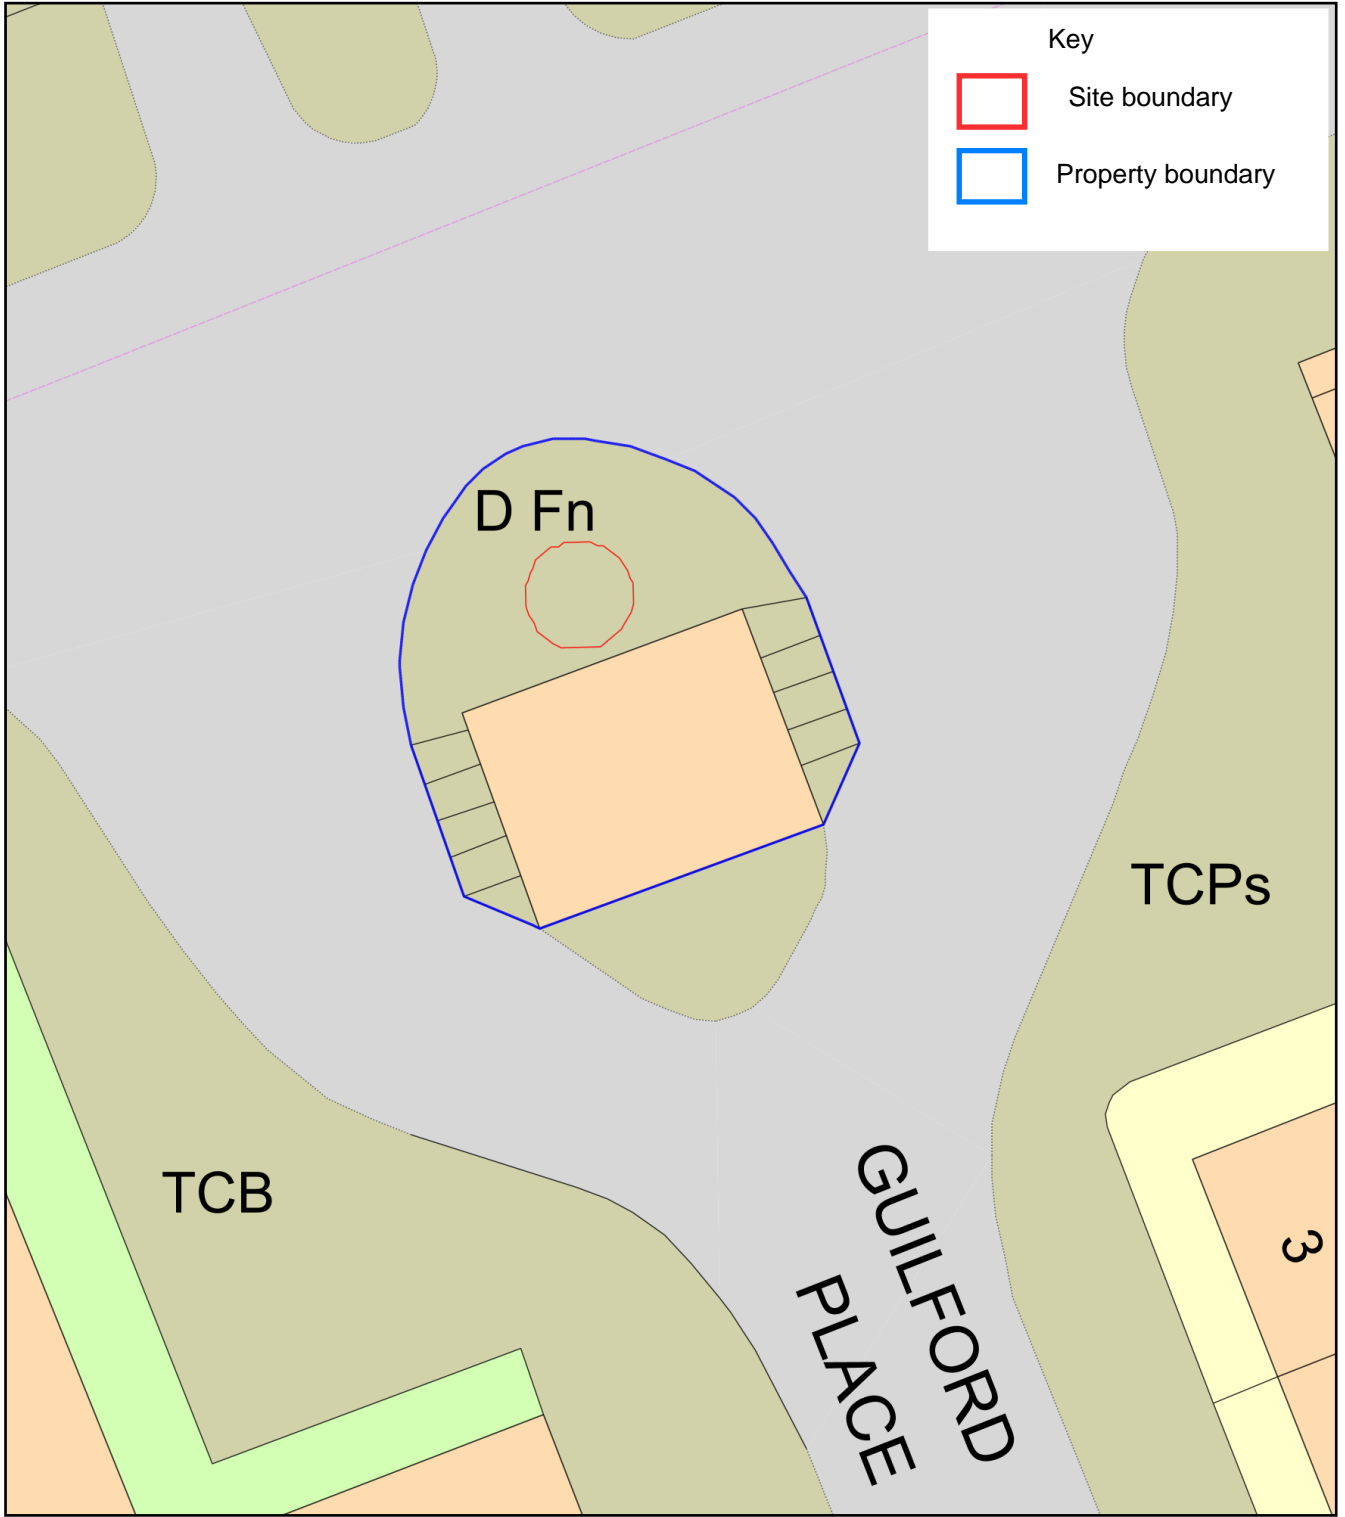 Key
Site boundary
Property boundary
D Fn
TCPs
TCB
GUILFORD
PLACE
3